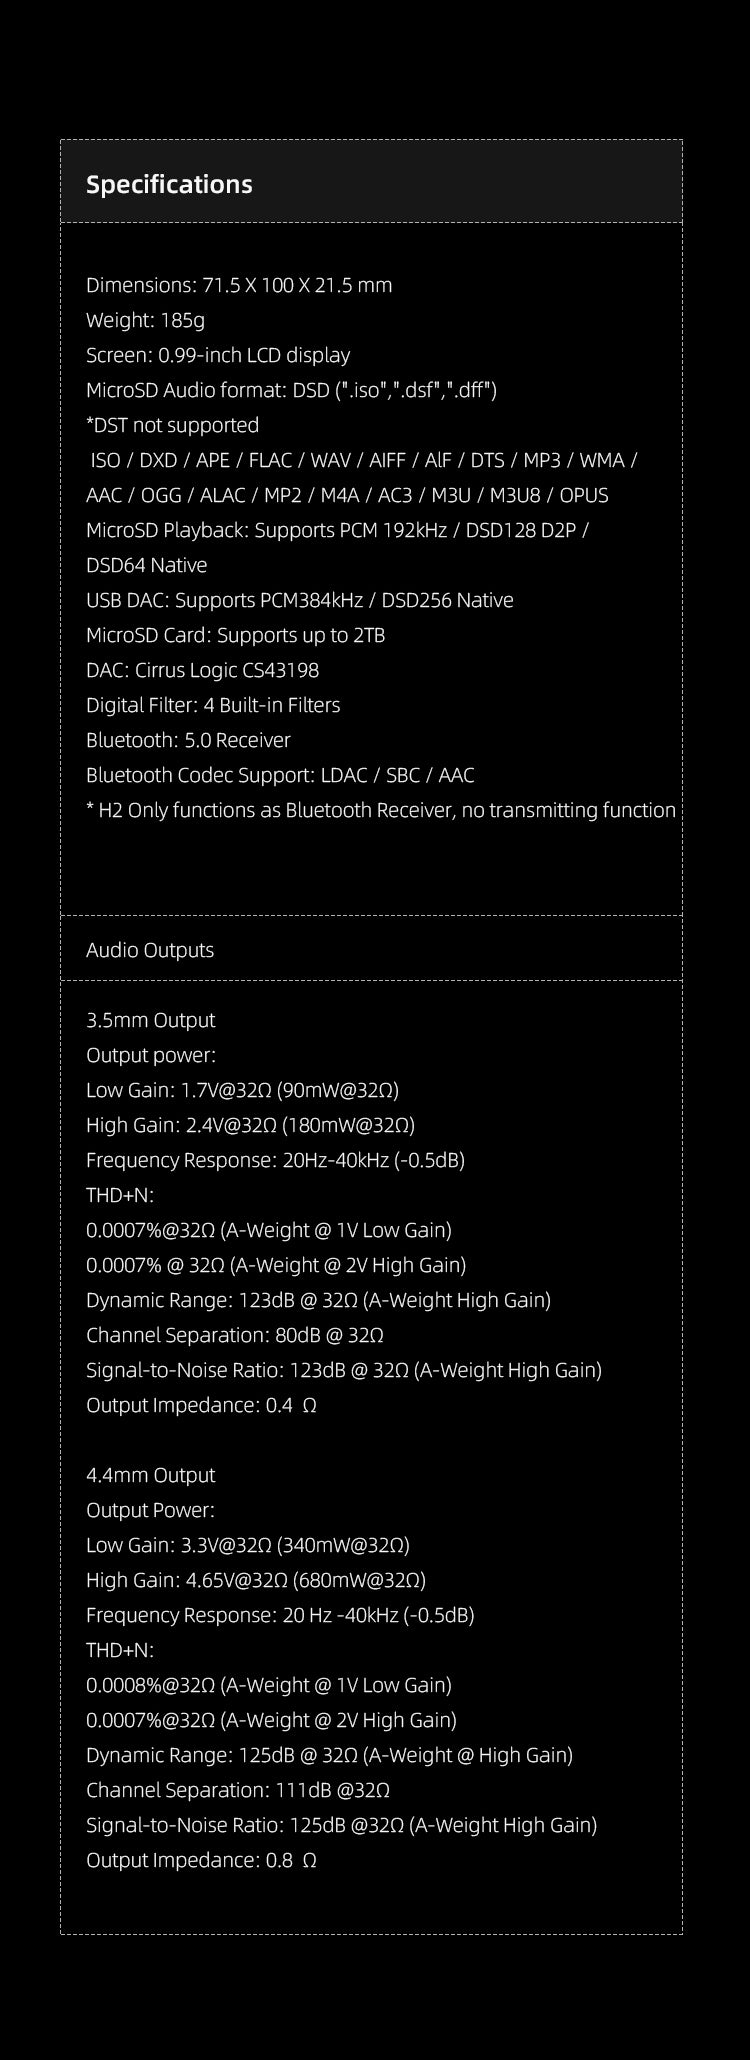 Specifications
Dimensions: 71.5 X 100 X 21.5 mm
Weight: 185g
Screen: 0.99-inch LCD display
MicroSD Audio format: DSD (".iso",".dsf",".dff")
*DST not supported
ISO / DXD / APE / FLAC / WAV / AIFF / AlF / DTS / MP3 / WMA /
AAC / OGG / ALAC / MP2 / M4A / AC3 / M3U / M3U8 / OPUS
MicroSD Playback: Supports PCM 192kHz / DSD128 D2P /
DSD64 Native
USB DAC: Supports PCM384kHz / DSD256 Native
MicroSD Card: Supports up to 2TB
DAC: Cirrus Logic CS43198
Digital Filter: 4 Built-in Filters
Bluetooth: 5.0 Receiver
Bluetooth Codec Support: LDAC / SBC / AAC
* H2 Only functions as Bluetooth Receiver, no transmitting function
Audio Outputs
3.5mm Output
Output power:
Low Gain: 1.7V@32Ω (90mW@32Ω)
High Gain: 2.4V@32Ω (180mW@32Ω)
Frequency Response: 20Hz-40kHz (-0.5dB)
THD+N:
0.0007%@32Ω (A-Weight @ 1V Low Gain)
0.0007% @ 32Ω (A-Weight @ 2V High Gain)
Dynamic Range: 123dB @ 32Ω (A-Weight High Gain)
Channel Separation: 80dB @ 32Ω
Signal-to-Noise Ratio: 123dB @ 32Ω (A-Weight High Gain)
Output Impedance: 0.4 Ω
4.4mm Output
Output Power:
Low Gain: 3.3V@32Ω (340mW@32Ω)
High Gain: 4.65V@32Ω (680mW@32Ω)
Frequency Response: 20 Hz -40kHz (-0.5dB)
THD+N:
0.0008%@32Ω (A-Weight @ 1V Low Gain)
0.0007%@32Ω (A-Weight @ 2V High Gain)
Dynamic Range: 125dB @ 32Ω (A-Weight @ High Gain)
Channel Separation: 111dB @32Ω
Signal-to-Noise Ratio: 125dB @32Ω (A-Weight High Gain)
Output Impedance: 0.8 Ω